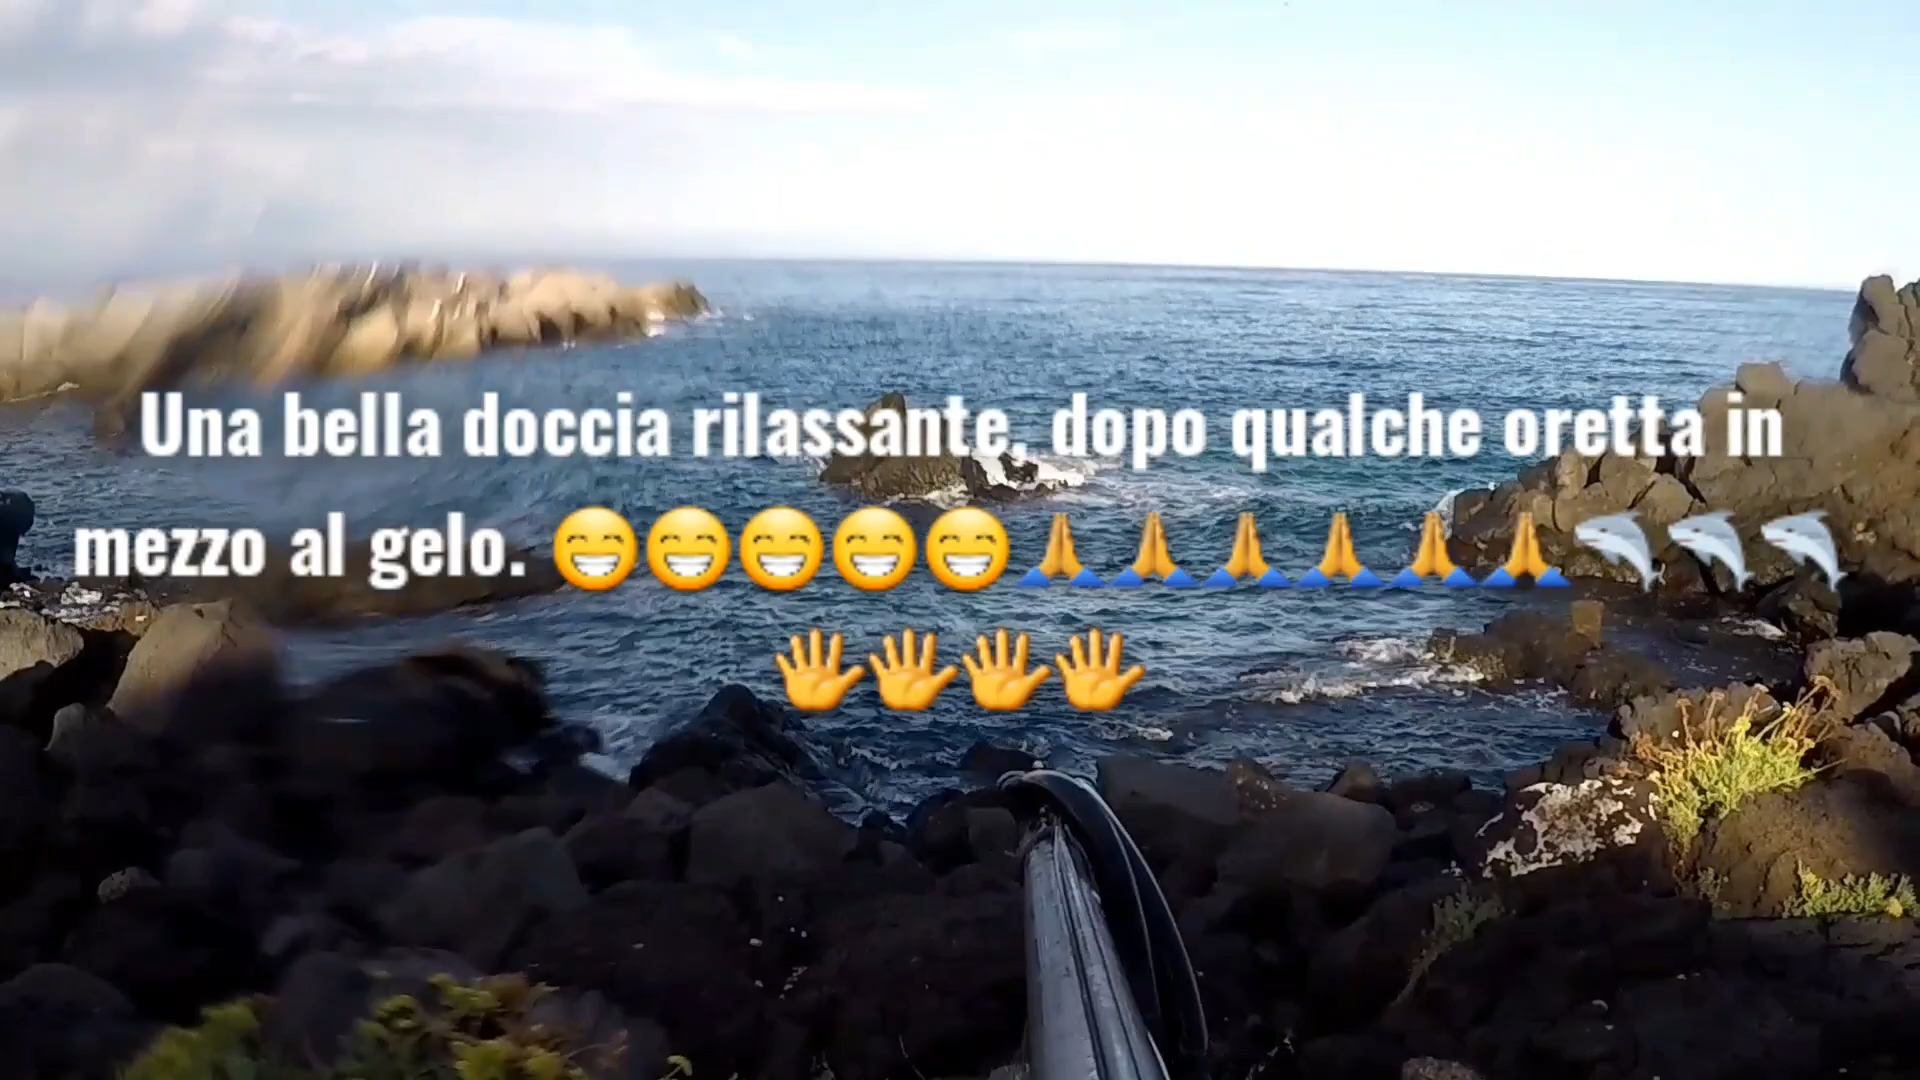 Una bella doccia rilassante, dopo qualche oretta in
mezzo al gelo. 😁😁😁😁😁🙏🙏🙏🙏🙏🙏🐬🐬🐬
🖐🖐🖐🖐